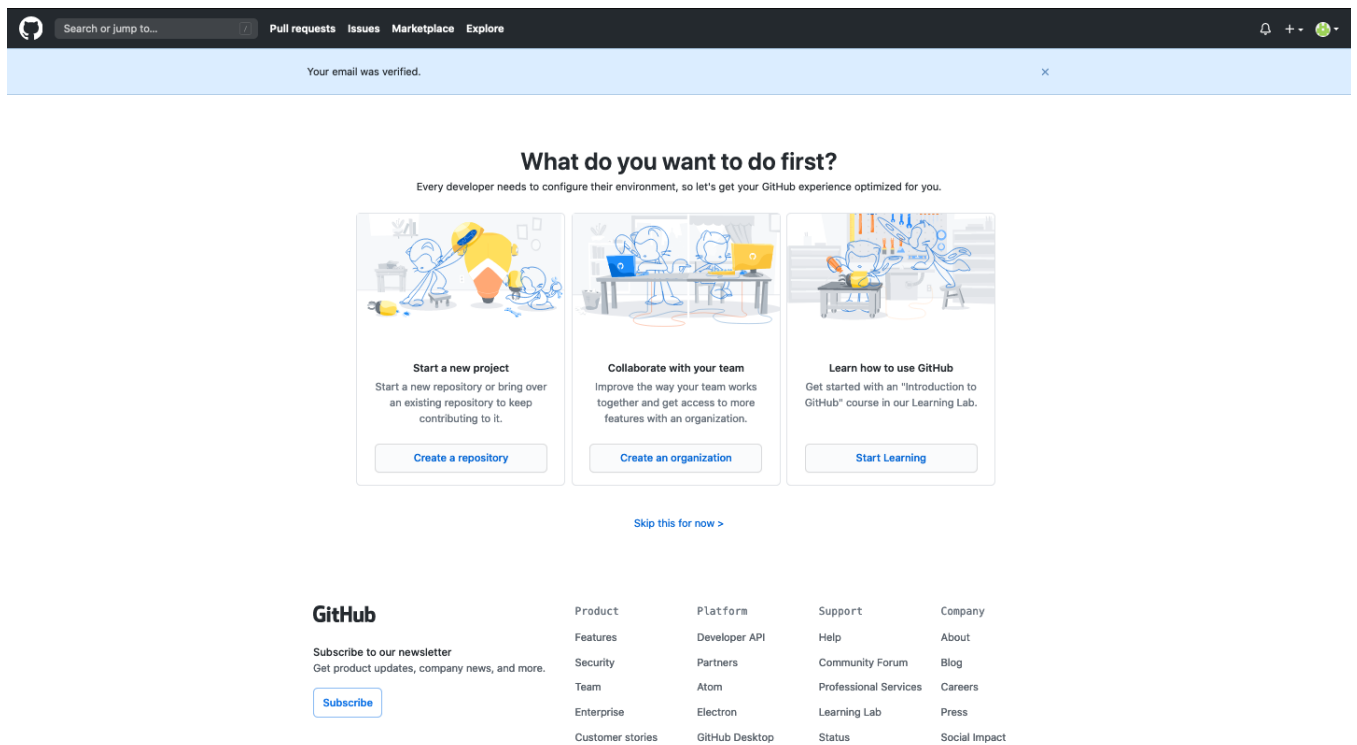 Search or jump to... /
Pull requests Issues Marketplace Explore
Your email was verified.
What do you want to do first?
Every developer needs to configure their environment, so let's get your GitHub experience optimized for you.
Start a new project
Start a new repository or bring over
an existing repository to keep
contributing to it.
Create a repository
Collaborate with your team
Improve the way your team works
together and get access to more
features with an organization.
Create an organization
Learn how to use GitHub
Get started with an "Introduction to
GitHub" course in our Learning Lab.
Start Learning
Skip this for now >
GitHub
Subscribe to our newsletter
Get product updates, company news, and more.
Subscribe
Product
Features
Security
Team
Enterprise
Customer stories
Platform
Developer API
Partners
Atom
Electron
GitHub Desktop
Support
Help
Community Forum
Professional Services
Learning Lab
Status
Company
About
Blog
Careers
Press
Social Impact